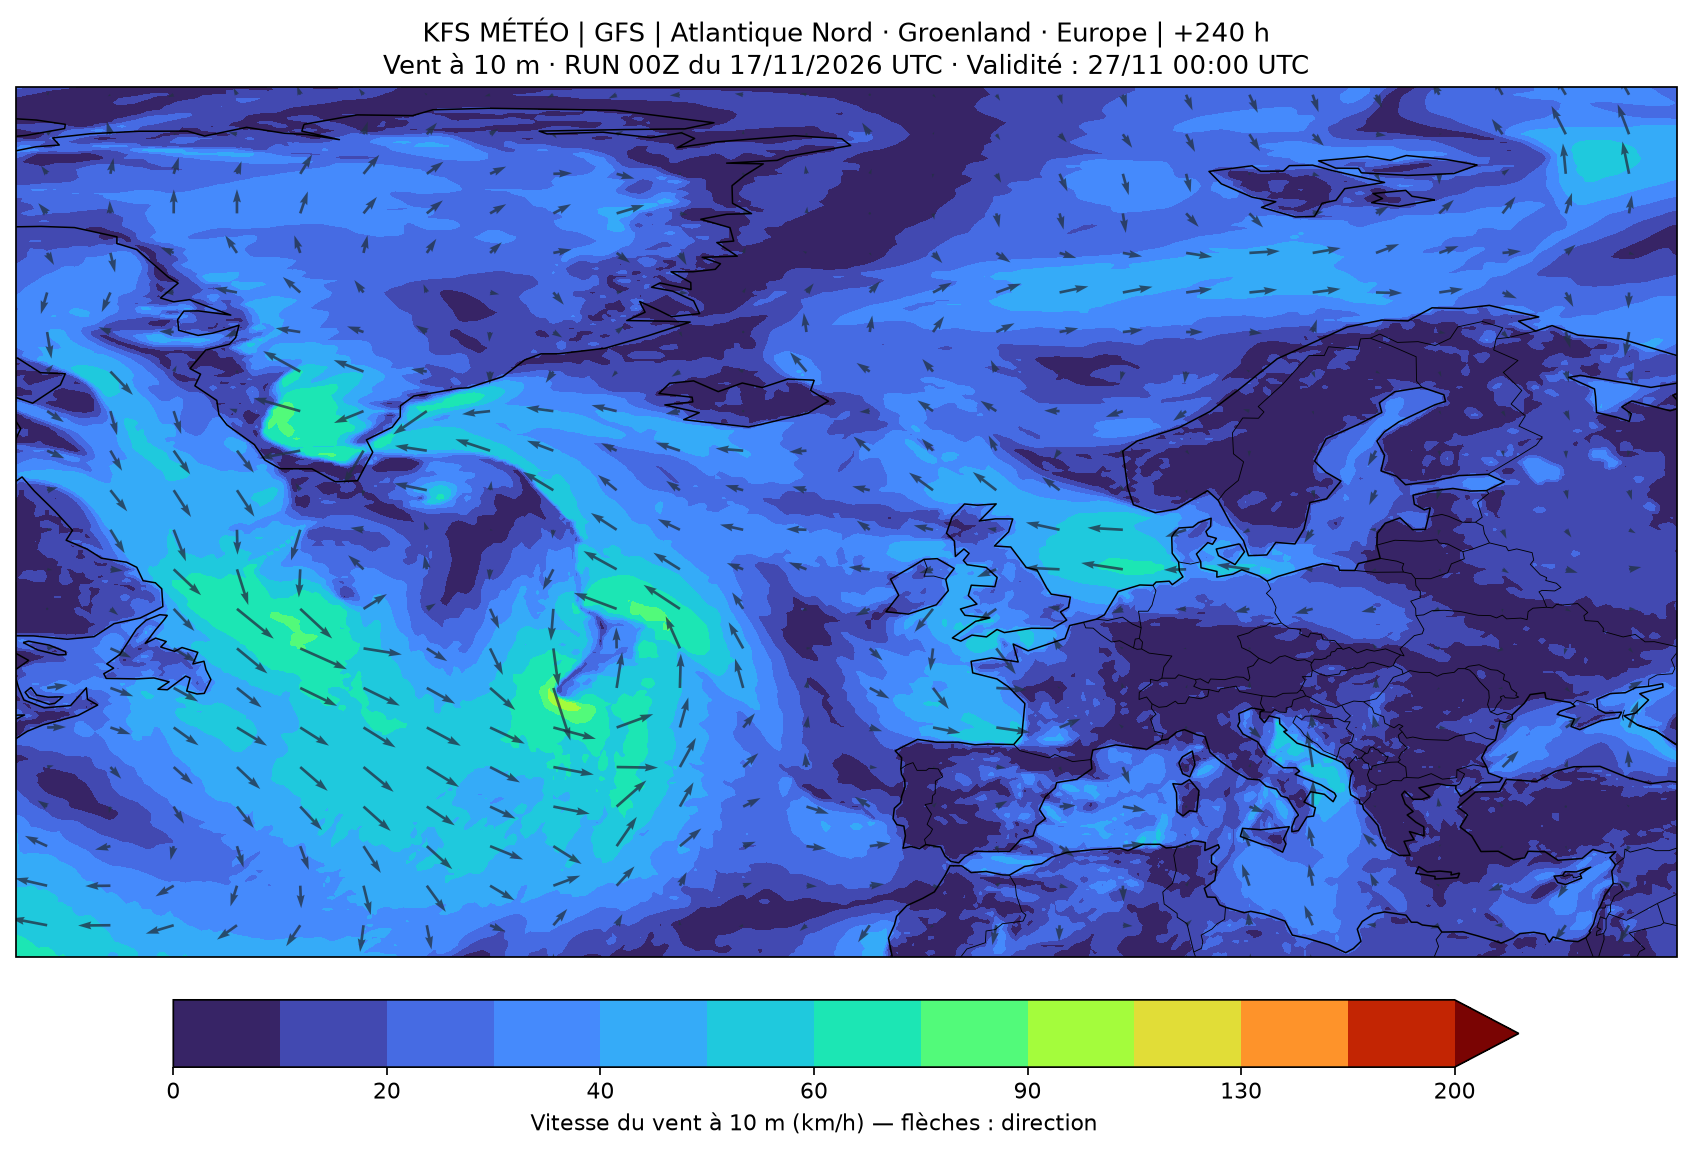 KFS MÉTÉO | GFS | Atlantique Nord · Groenland · Europe | +240 h
Vent à 10 m · RUN 00Z du 17/11/2026 UTC · Validité : 27/11 00:00 UTC
0 20 40 60 90 130 200
Vitesse du vent à 10 m (km/h) — flèches : direction